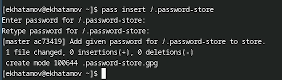 [ekhatamov@ekhatamov ~]$ pass insert /.password-store
Enter password for /.password-store:
Retype password for /.password-store:
[master ac73419] Add given password for /.password-store to store.
1 file changed, 0 insertions(+), 0 deletions(-)
create mode 100644 .password-store.gpg
[ekhatamov@ekhatamov ~]$